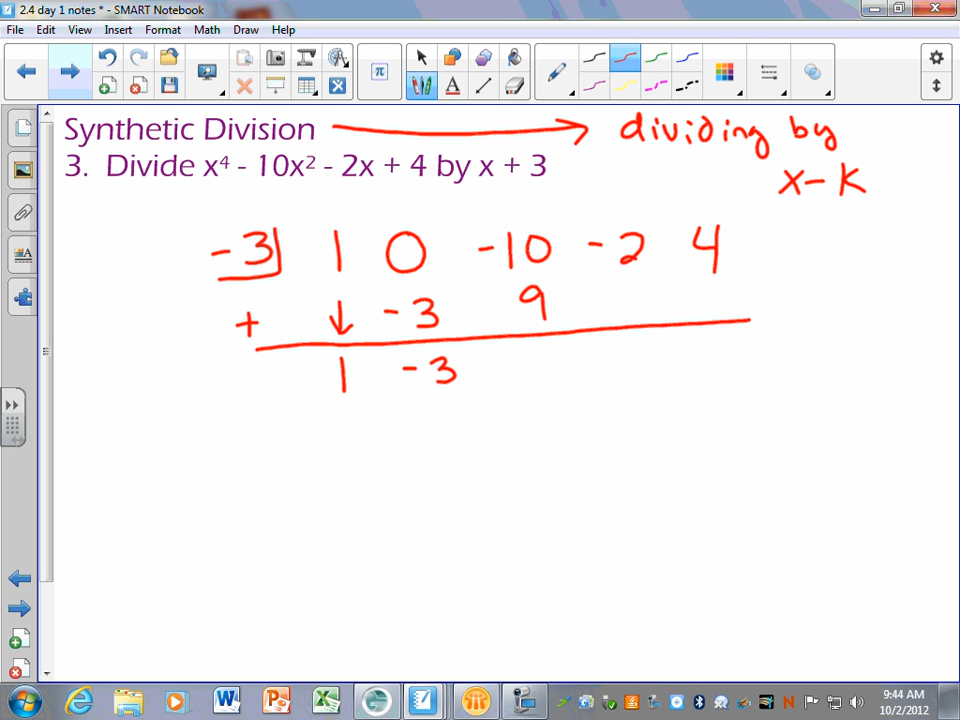 2.4 day 1 notes * - SMART Notebook
File Edit View Insert Format Math Draw Help
Synthetic Division → dividing by
x - k
3. Divide x⁴ - 10x² - 2x + 4 by x + 3
-3 1 0 -10 -2 4
+ ↓ -3 9
1 -3
9:44 AM
10/2/2012